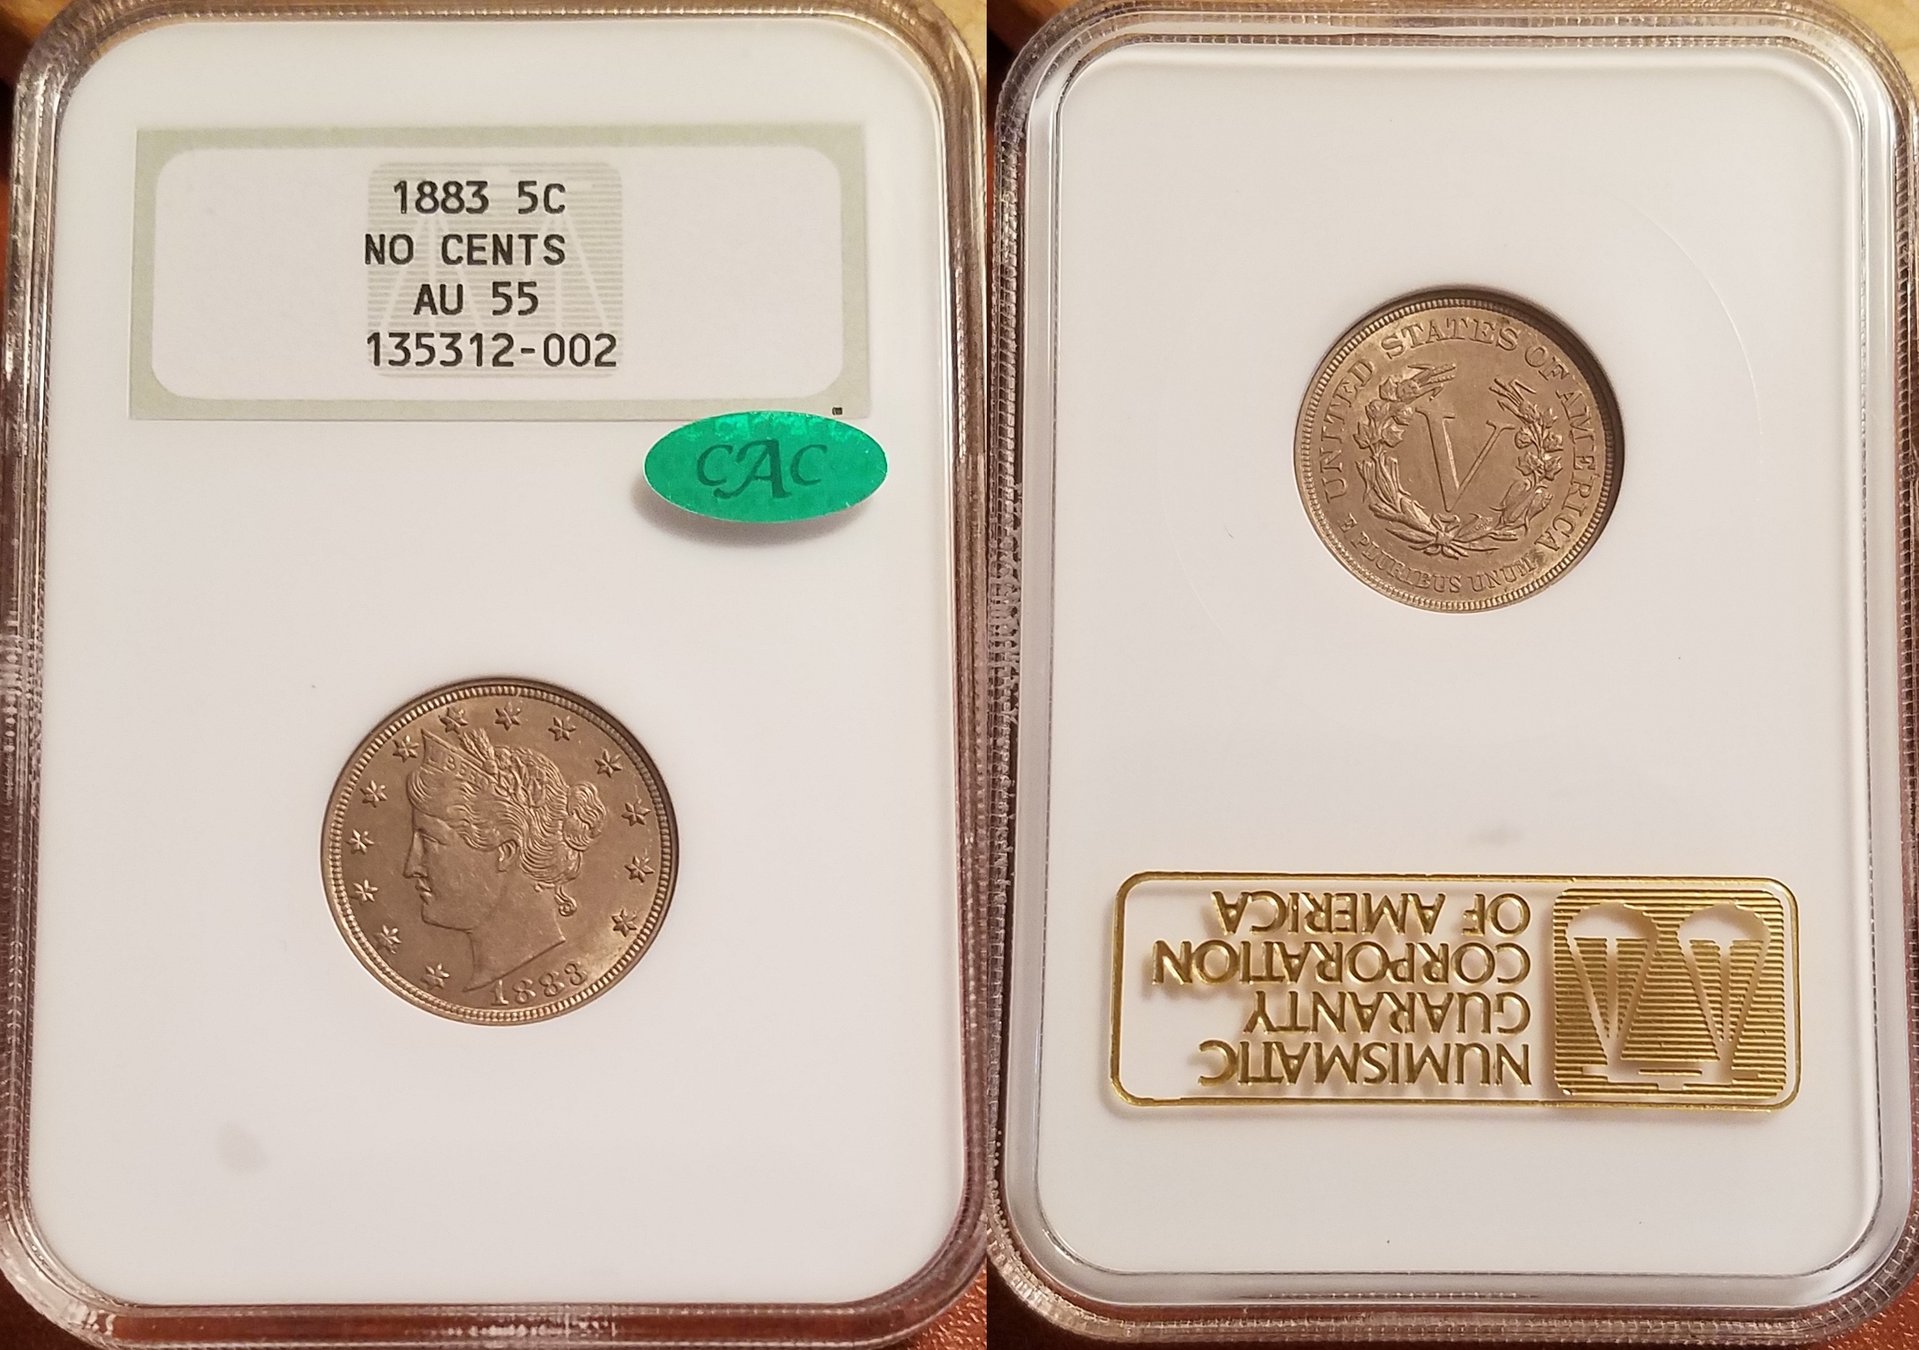 1883 5C
NO CENTS
AU 55
135312-002
CAC
1883
UNITED STATES OF AMERICA
V
E PLURIBUS UNUM
NUMISMATIC
GUARANTY
CORPORATION
OF AMERICA